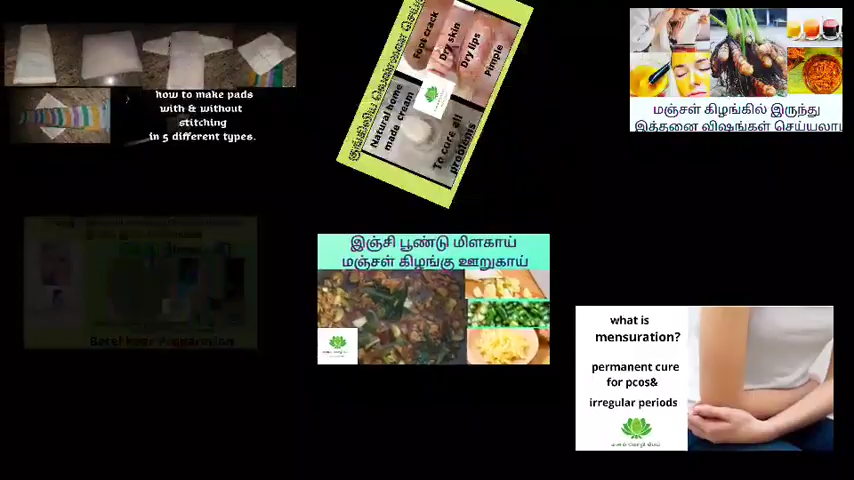 how to make pads
with & without
stitching
in 5 different types.
Foot crack
Dry skin
Dry lips
Pimple
Natural home
made cream
To cure all
problems
மஞ்சள் கிழங்கில் இருந்து
இத்தனை விஷங்கள் செய்யலா
இஞ்சி பூண்டு மிளகாய்
மஞ்சள் கிழங்கு ஊறுகாய்
what is
mensuration?
permanent cure
for pcos&
irregular periods